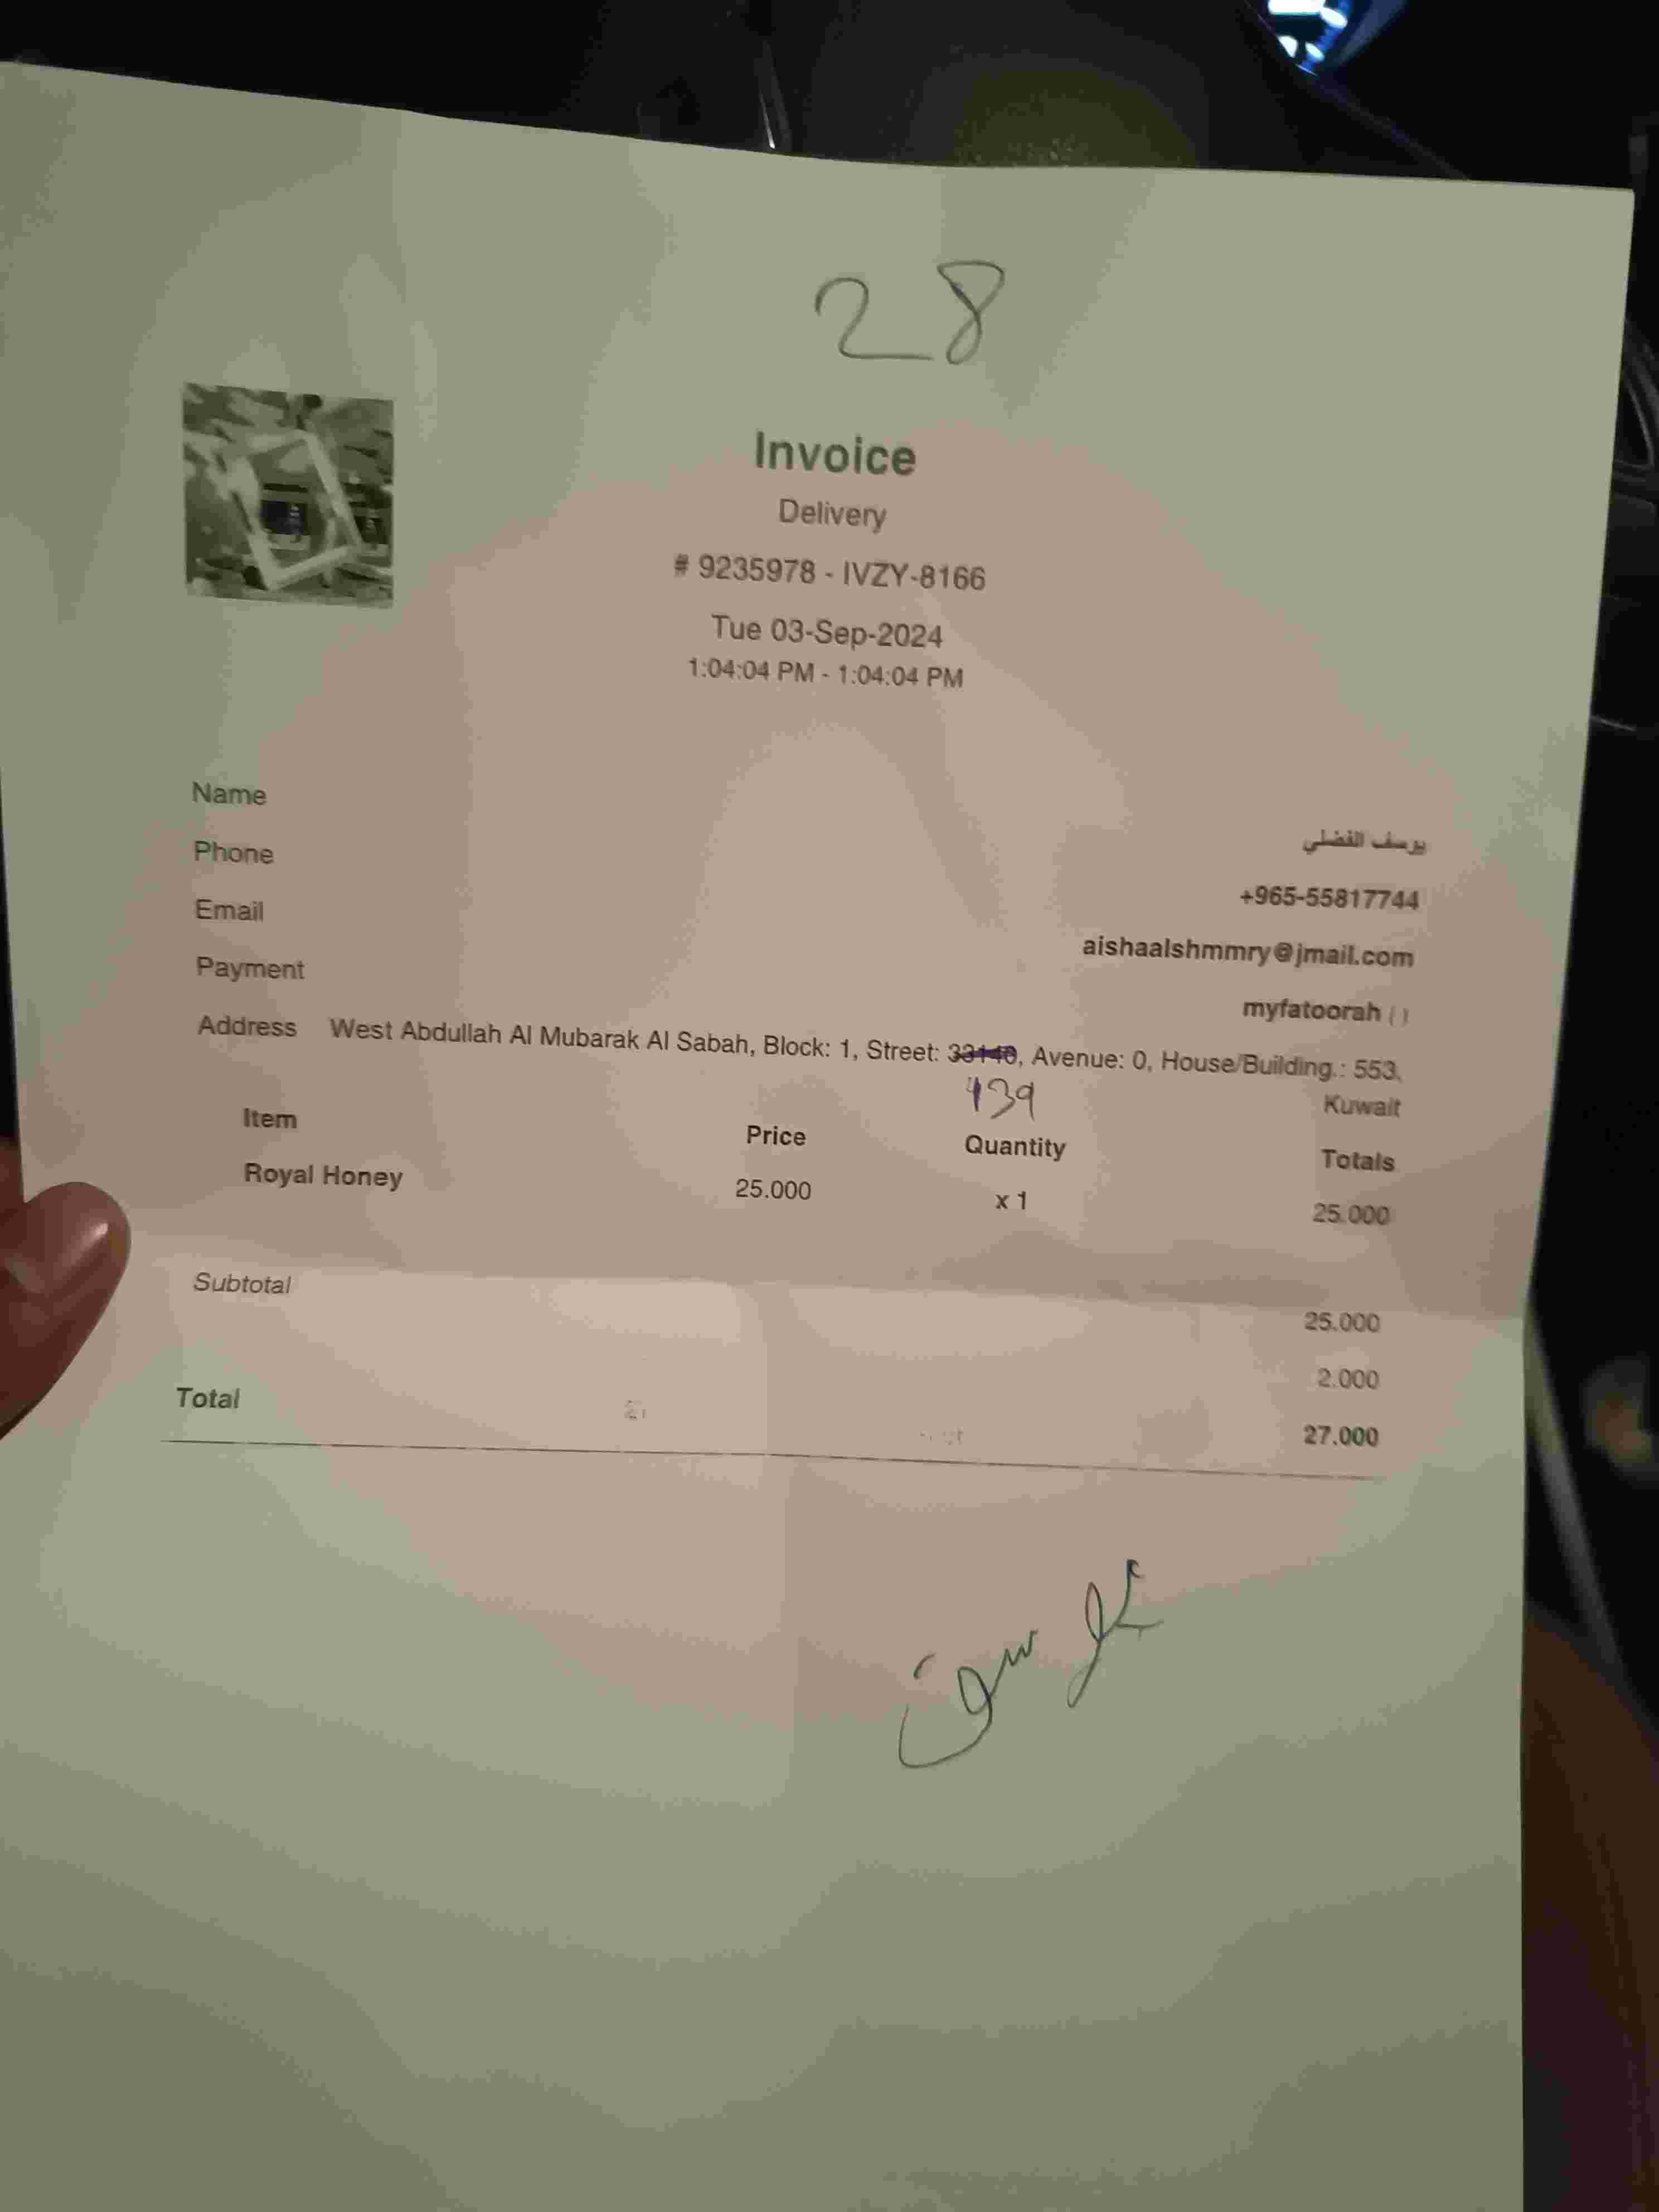 28
Invoice
Delivery
# 9235978 - IVZY-8166
Tue 03-Sep-2024
1:04:04 PM - 1:04:04 PM
Name يوسف الفضلي
Phone +965-55817744
Email aishaalshmmry@jmail.com
Payment myfatoorah ( )
Address West Abdullah Al Mubarak Al Sabah, Block: 1, Street: 33140, Avenue: 0, House/Building.: 553,
439 Kuwait
Item Price Quantity Totals
Royal Honey 25.000 x 1 25.000
Subtotal 25.000
2.000
Total 27.000